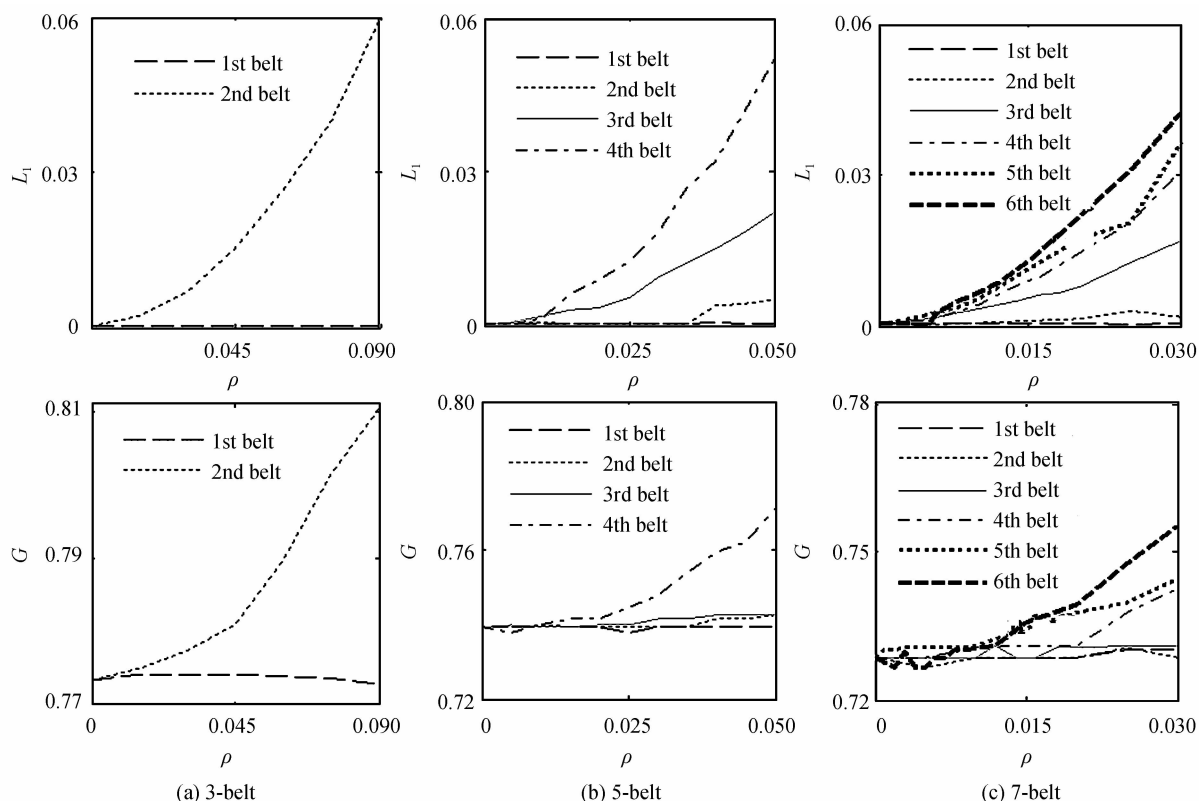 0.06
0.03
0
L1
1st belt
2nd belt
0.045
0.090
ρ
0.06
0.03
0
L1
1st belt
2nd belt
3rd belt
4th belt
0.025
0.050
ρ
0.06
0.03
0
L1
1st belt
2nd belt
3rd belt
4th belt
5th belt
6th belt
0.015
0.030
ρ
0.81
0.79
0.77
G
1st belt
2nd belt
0
0.045
0.090
ρ
(a) 3-belt
0.80
0.76
0.72
G
1st belt
2nd belt
3rd belt
4th belt
0
0.025
0.050
ρ
(b) 5-belt
0.78
0.75
0.72
G
1st belt
2nd belt
3rd belt
4th belt
5th belt
6th belt
0
0.015
0.030
ρ
(c) 7-belt